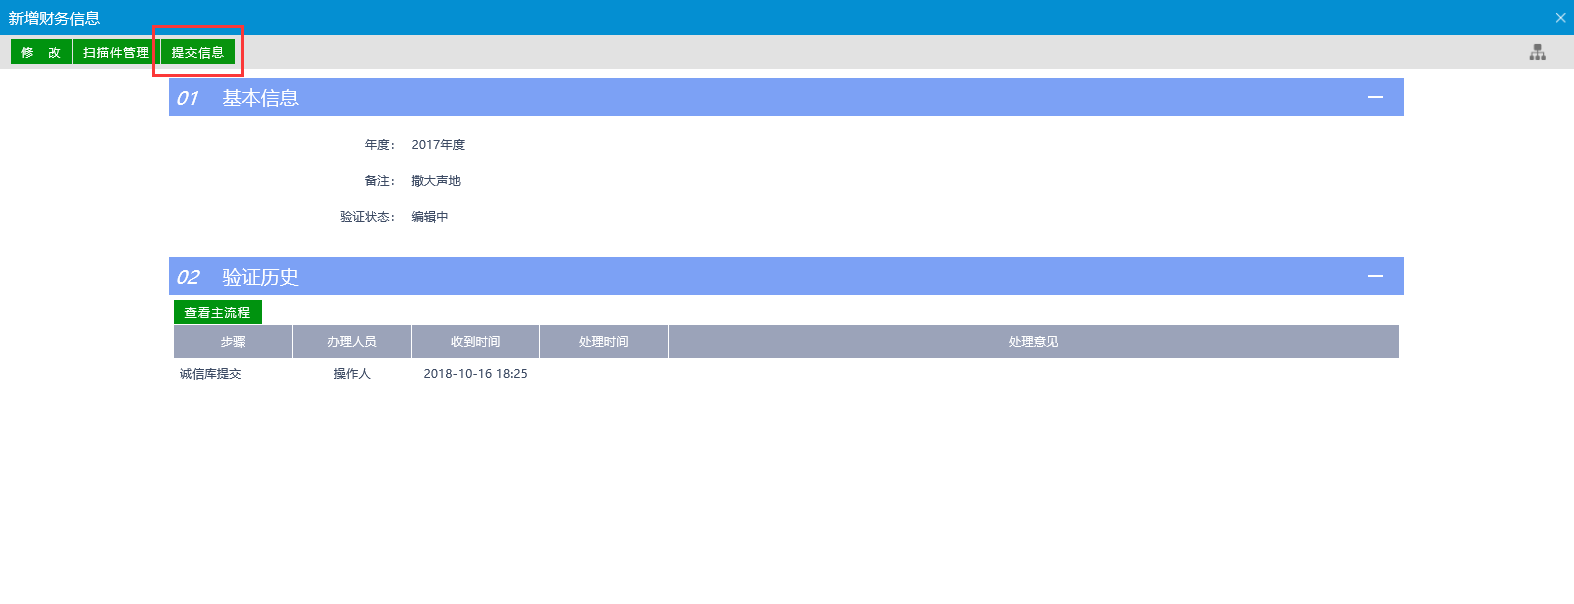 新增财务信息
修 改 扫描件管理 提交信息
01 基本信息
年度： 2017年度
备注： 撒大声地
验证状态： 编辑中
02 验证历史
查看主流程
步骤 办理人员 收到时间 处理时间 处理意见
诚信库提交 操作人 2018-10-16 18:25